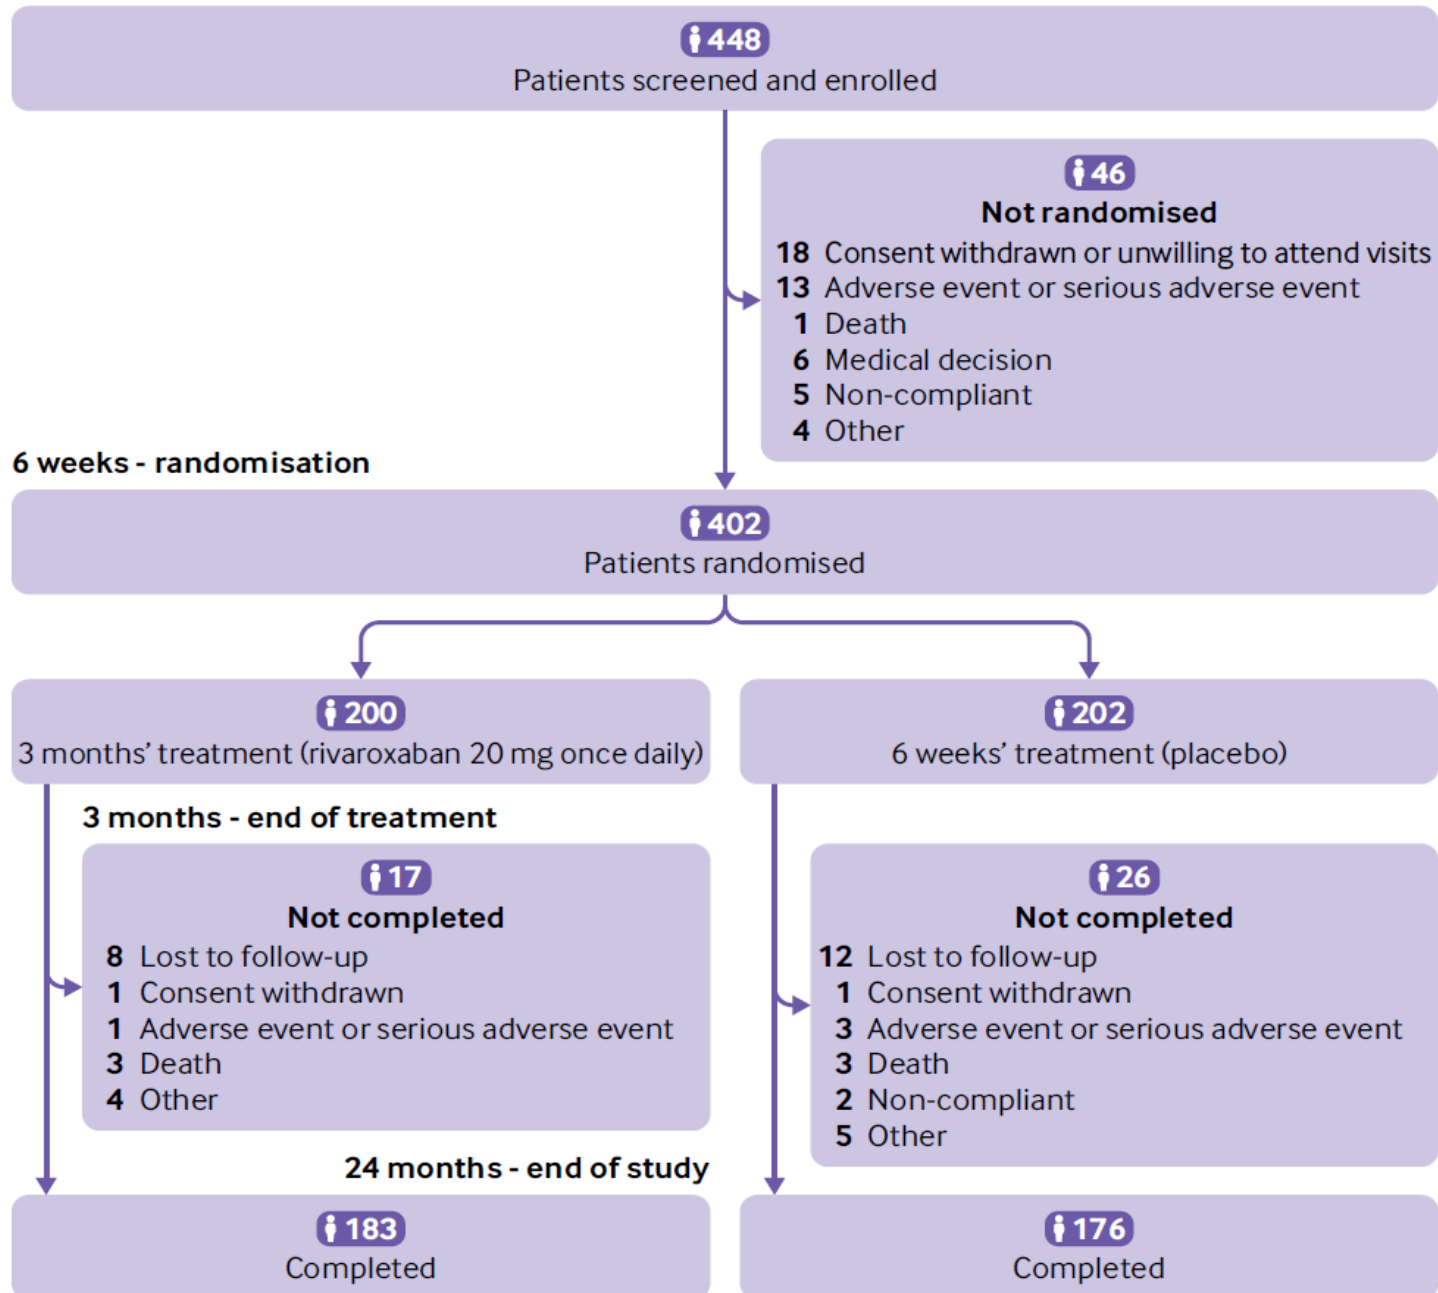 448
Patients screened and enrolled
46
Not randomised
18 Consent withdrawn or unwilling to attend visits
13 Adverse event or serious adverse event
1 Death
6 Medical decision
5 Non-compliant
4 Other
6 weeks - randomisation
402
Patients randomised
200
3 months’ treatment (rivaroxaban 20 mg once daily)
202
6 weeks’ treatment (placebo)
3 months - end of treatment
17
Not completed
8 Lost to follow-up
1 Consent withdrawn
1 Adverse event or serious adverse event
3 Death
4 Other
26
Not completed
12 Lost to follow-up
1 Consent withdrawn
3 Adverse event or serious adverse event
3 Death
2 Non-compliant
5 Other
24 months - end of study
183
Completed
176
Completed